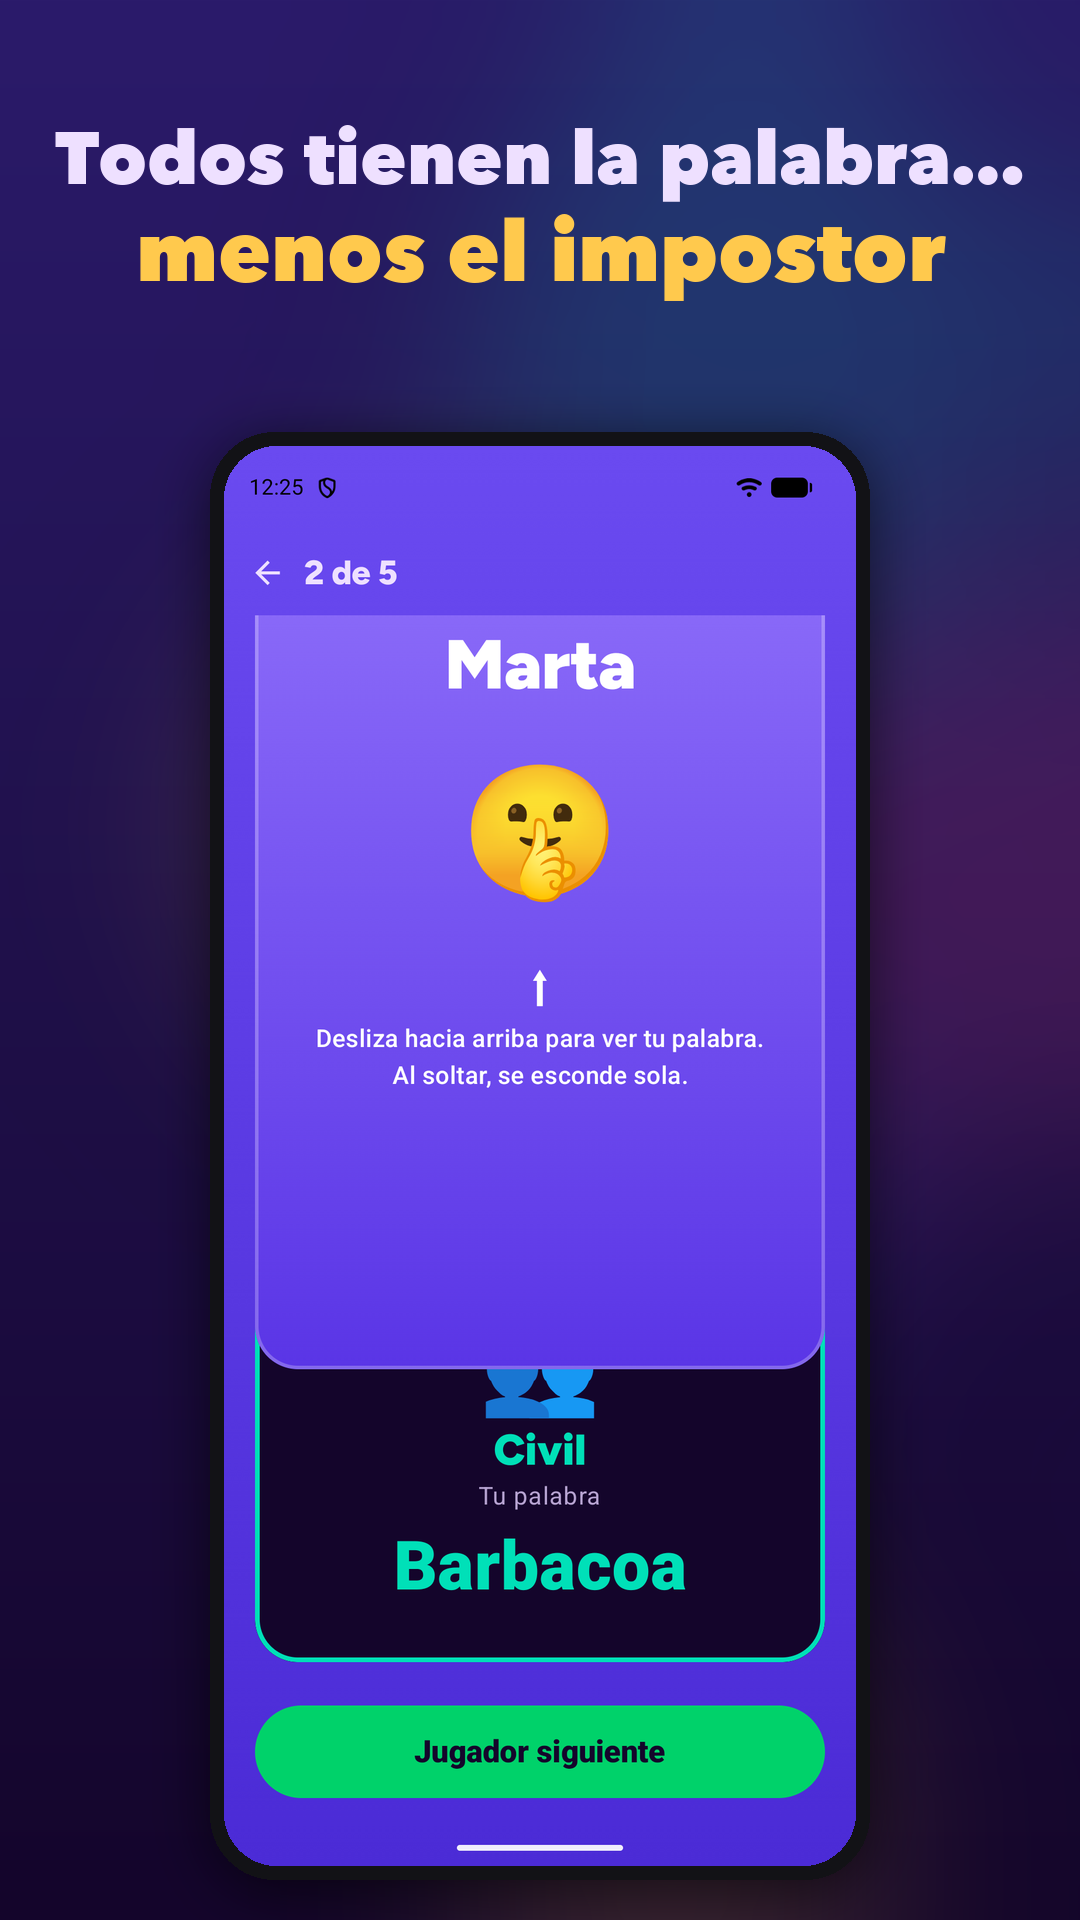 Todos tienen la palabra...
menos el impostor
12:25
2 de 5
Marta
Desliza hacia arriba para ver tu palabra.
Al soltar, se esconde sola.
Civil
Tu palabra
Barbacoa
Jugador siguiente